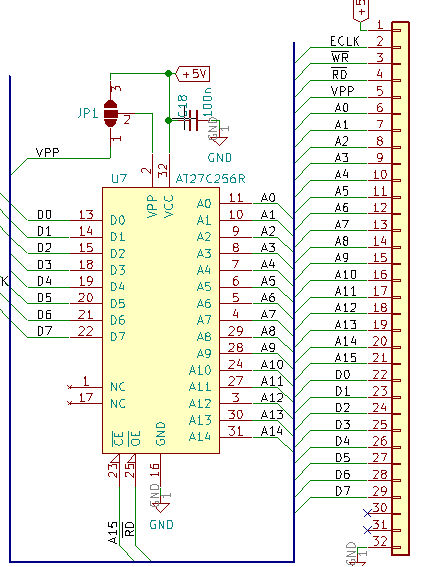 +5V
+5V
JP1
3
2
1
C18
100n
GND
1
GND
VPP
2
32
U7
AT27C256R
VPP
VCC
D0 13 D0
D1 14 D1
D2 15 D2
D3 18 D3
D4 19 D4
D5 20 D5
D6 21 D6
D7 22 D7
K
1 NC
17 NC
A0 11 A0
A1 10 A1
A2 9 A2
A3 8 A3
A4 7 A4
A5 6 A5
A6 5 A6
A7 4 A7
A8 29 A8
A9 28 A9
A10 24 A10
A11 27 A11
A12 3 A12
A13 30 A13
A14 31 A14
CE
OE
GND
23
25
16
A15
RD
GND
1
GND
1
ECLK 2
WR 3
RD 4
VPP 5
A0 6
A1 7
A2 8
A3 9
A4 10
A5 11
A6 12
A7 13
A8 14
A9 15
A10 16
A11 17
A12 18
A13 19
A14 20
A15 21
D0 22
D1 23
D2 24
D3 25
D4 26
D5 27
D6 28
D7 29
30
31
32
GND
1